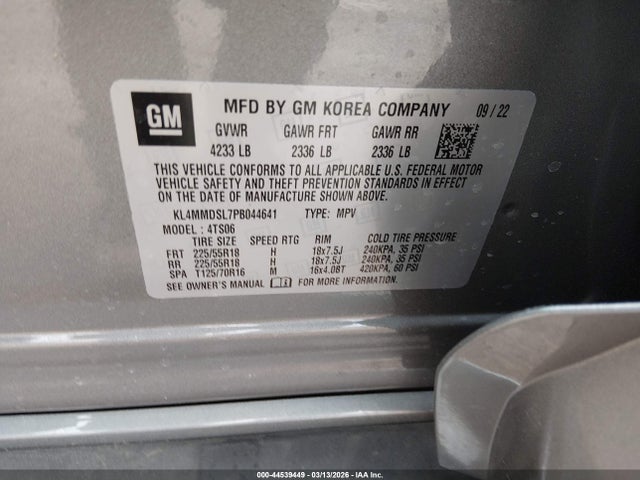 GM
MFD BY GM KOREA COMPANY 09 / 22
GVWR GAWR FRT GAWR RR
4233 LB 2336 LB 2336 LB
THIS VEHICLE CONFORMS TO ALL APPLICABLE U.S. FEDERAL MOTOR
VEHICLE SAFETY AND THEFT PREVENTION STANDARDS IN EFFECT
ON THE DATE OF MANUFACTURE SHOWN ABOVE.
KL4MMDSL7PB044641 TYPE: MPV
MODEL : 4TS06
TIRE SIZE SPEED RTG RIM COLD TIRE PRESSURE
FRT 225/55R18 H 18x7.5J 240KPA, 35 PSI
RR 225/55R18 H 18x7.5J 240KPA, 35 PSI
SPA T125/70R16 M 16x4.0BT 420KPA, 60 PSI
SEE OWNER'S MANUAL FOR MORE INFORMATION.
000-44539449 | 03/13/2026 | IAA Inc.